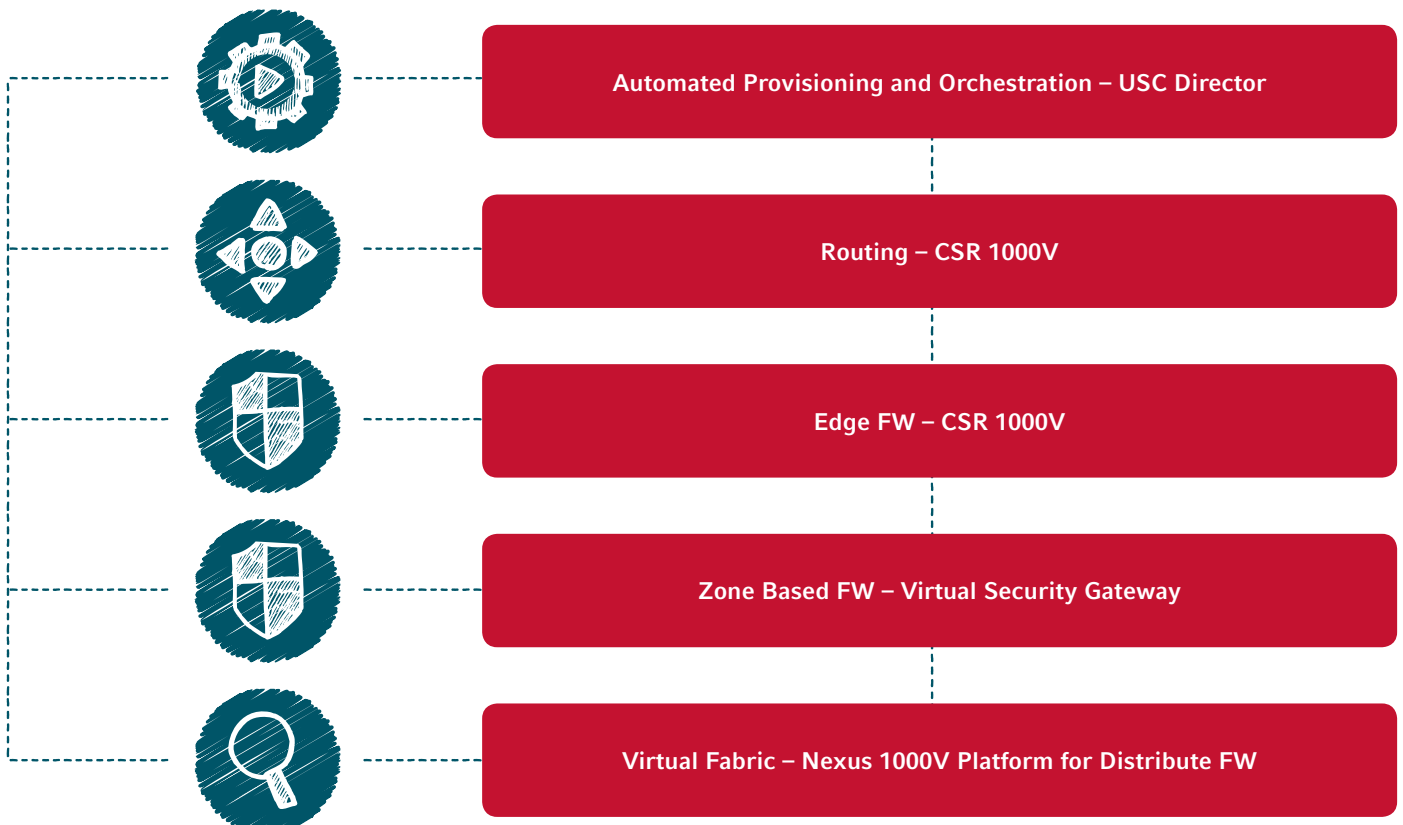 Automated Provisioning and Orchestration – USC Director
Routing – CSR 1000V
Edge FW – CSR 1000V
Zone Based FW – Virtual Security Gateway
Virtual Fabric – Nexus 1000V Platform for Distribute FW